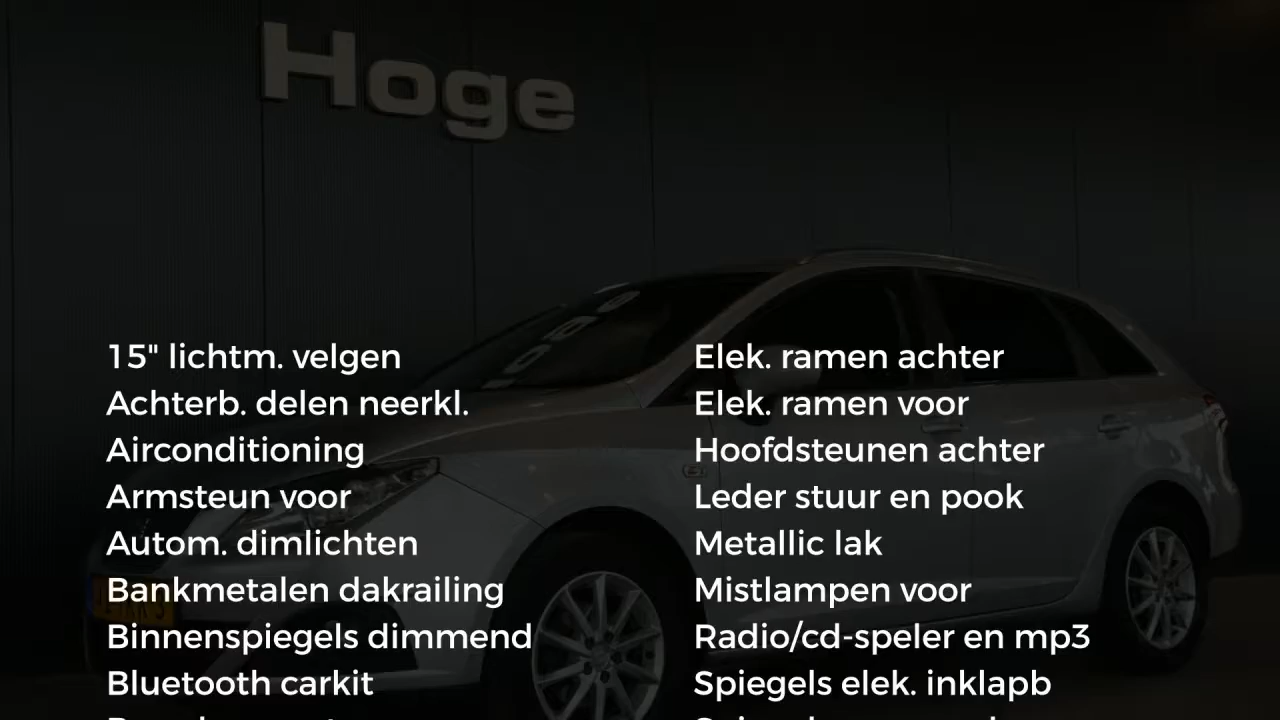 Hoge
15" lichtm. velgen
Achterb. delen neerkl.
Airconditioning
Armsteun voor
Autom. dimlichten
Bankmetalen dakrailing
Binnenspiegels dimmend
Bluetooth carkit
Elek. ramen achter
Elek. ramen voor
Hoofdsteunen achter
Leder stuur en pook
Metallic lak
Mistlampen voor
Radio/cd-speler en mp3
Spiegels elek. inklapb